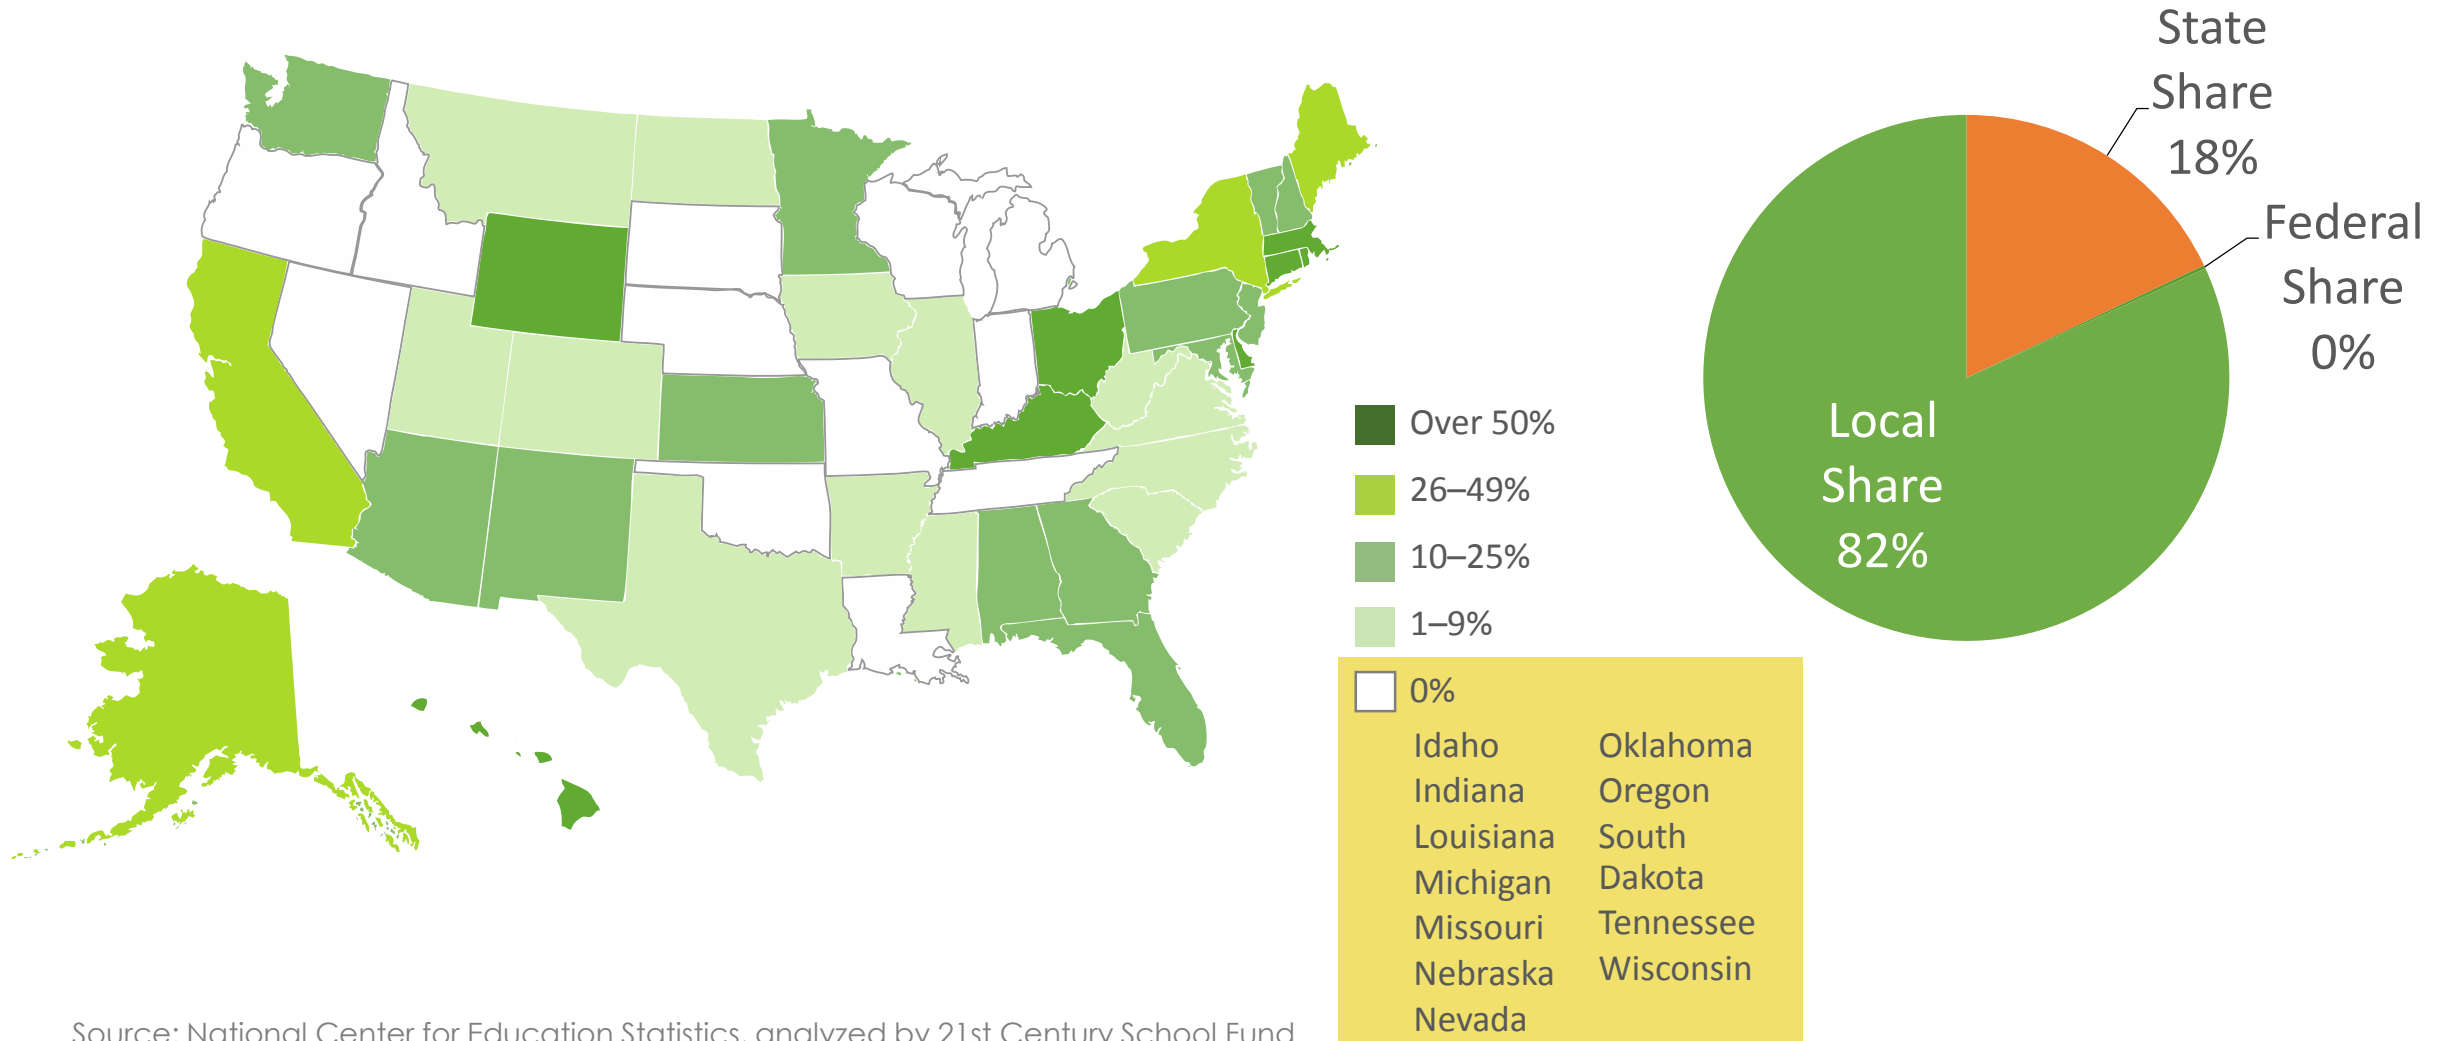 State
Share
18%
Federal
Share
0%
Local
Share
82%
Over 50%
26–49%
10–25%
1–9%
0%
Idaho
Indiana
Louisiana
Michigan
Missouri
Nebraska
Nevada
Oklahoma
Oregon
South
Dakota
Tennessee
Wisconsin
Source: National Center for Education Statistics, analyzed by 21st Century School Fund